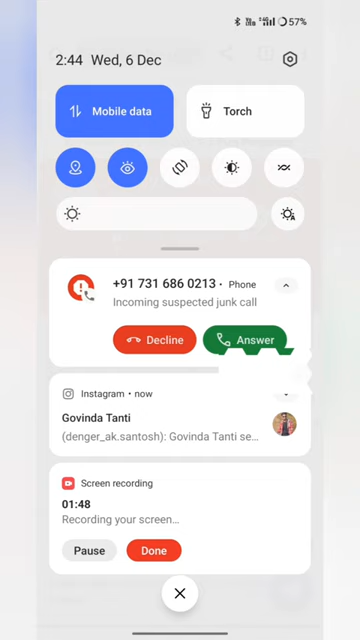 57%
2:44 Wed, 6 Dec
Mobile data
Torch
+91 731 686 0213 • Phone
Incoming suspected junk call
Decline
Answer
Instagram • now
Govinda Tanti
(denger_ak.santosh): Govinda Tanti se...
Screen recording
01:48
Recording your screen...
Pause
Done